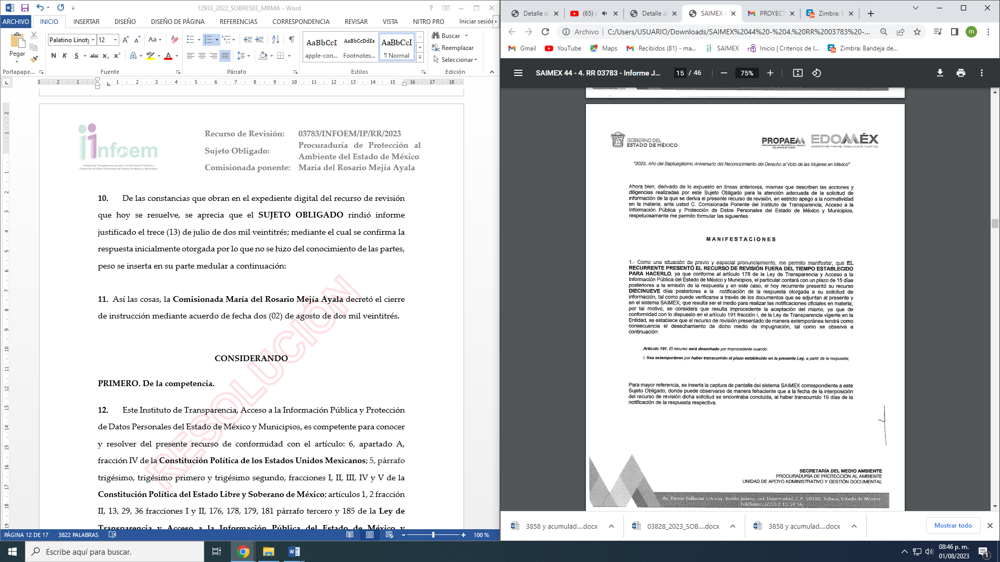 12933_2022_SOBRESEE_MRMA - Word
ARCHIVO INICIO INSERTAR DISEÑO DISEÑO DE PÁGINA REFERENCIAS CORRESPONDENCIA REVISAR VISTA NITRO PRO Iniciar sesión
Pegar
Palatino Linoty 12
N K S abc x₂ x²
AaBbCcI AaBbCcDdEe AaBbCcI
apple-con... Footnotes... ¶ Normal
Buscar
Reemplazar
Seleccionar
Portapape... Fuente Párrafo Estilos Edición
Recurso de Revisión: 03783/INFOEM/IP/RR/2023
Sujeto Obligado: Procuraduría de Protección al
Ambiente del Estado de México
Comisionada ponente: María del Rosario Mejía Ayala
infoem
Instituto de Transparencia, Acceso a la Información Pública y
Protección de Datos Personales del Estado de México y Municipios
10. De las constancias que obran en el expediente digital del recurso de revisión
que hoy se resuelve, se aprecia que el SUJETO OBLIGADO rindió informe
justificado el trece (13) de julio de dos mil veintitrés; mediante el cual se confirma la
respuesta inicialmente otorgada por lo que no se hizo del conocimiento de las partes,
peso se inserta en su parte medular a continuación:
11. Así las cosas, la Comisionada María del Rosario Mejía Ayala decretó el cierre
de instrucción mediante acuerdo de fecha dos (02) de agosto de dos mil veintitrés.
CONSIDERANDO
PRIMERO. De la competencia.
12. Este Instituto de Transparencia, Acceso a la Información Pública y Protección
de Datos Personales del Estado de México y Municipios, es competente para conocer
y resolver del presente recurso de conformidad con el artículo: 6, apartado A,
fracción IV de la Constitución Política de los Estados Unidos Mexicanos; 5, párrafo
trigésimo, trigésimo primero y trigésimo segundo, fracciones I, II, III, IV y V de la
Constitución Política del Estado Libre y Soberano de México; artículos 1, 2 fracción
II, 13, 29, 36 fracciones I y II, 176, 178, 179, 181 párrafo tercero y 185 de la Ley de
Transparencia y Acceso a la Información Pública del Estado de México y
RESOLUCIÓN
PÁGINA 12 DE 17 3822 PALABRAS 100 %
Detalle d (65) Detalle d SAIMEX PROYECT Zimbra: E
Archivo C:/Users/USUARIO/Downloads/SAIMEX%2044%20-%204.%20RR%2003783%20-...
m
Gmail YouTube Maps Recibidos (81) - ma... SAIMEX Inicio | Criterios de I... Zimbra: Bandeja de...
SAIMEX 44 - 4. RR 03783 - Informe J... 15 / 46 75%
GOBIERNO DEL
ESTADO DE MÉXICO
PROPAEM
EDOMÉX
DECISIONES FIRMES, RESULTADOS FUERTES.
"2023. Año del Septuagésimo Aniversario del Reconocimiento del Derecho al Voto de las Mujeres en México"
Ahora bien, derivado de lo expuesto en líneas anteriores, mismas que describen las acciones y
diligencias realizadas por este Sujeto Obligado para la atención adecuada de la solicitud de
información de la que se deriva el presente recurso de revisión, en estricto apego a la normatividad
en la materia; ante usted C. Comisionada Ponente del Instituto de Transparencia, Acceso a la
Información Pública y Protección de Datos Personales del Estado de México y Municipios,
respetuosamente me permito formular las siguientes:
MANIFESTACIONES
1.- Como una situación de previo y especial pronunciamiento, me permito manifestar, que EL
RECURRENTE PRESENTÓ EL RECURSO DE REVISIÓN FUERA DEL TIEMPO ESTABLECIDO
PARA HACERLO, ya que conforme al artículo 178 de la Ley de Transparencia y Acceso a la
Información Pública del Estado de México y Municipios, el particular contará con un plazo de 15 días
posteriores a la emisión de la respuesta y en este caso, el hoy recurrente presentó su recurso
DIECINUEVE días posteriores a la notificación de la respuesta otorgada a su solicitud de
información, tal como puede verificarse a través de los documentos que se adjuntan al presente y
en el sistema SAIMEX, que resulta ser el medio para realizar las notificaciones oficiales en materia;
por tal motivo, se considera que resulta improcedente la aceptación del mismo, ya que de
conformidad con lo dispuesto en el artículo 191 fracción I, de la Ley de Transparencia vigente en la
Entidad, se establece que el recurso de revisión presentado de manera extemporánea tendrá como
consecuencia el desechamiento de dicho medio de impugnación, tal como se observa a
continuación:
Artículo 191. El recurso será desechado por improcedente cuando:
I. Sea extemporáneo por haber transcurrido el plazo establecido en la presente Ley, a partir de la respuesta;
Para mayor referencia, se inserta la captura de pantalla del sistema SAIMEX correspondiente a este
Sujeto Obligado, donde puede observarse de manera fehaciente que a la fecha de la interposición
del recurso de revisión dicha solicitud se encontraba concluida, al haber transcurrido 19 días de la
notificación de la respuesta respectiva.
SECRETARÍA DEL MEDIO AMBIENTE
PROCURADURÍA DE PROTECCIÓN AL AMBIENTE
UNIDAD DE APOYO ADMINISTRATIVO Y GESTIÓN DOCUMENTAL
Av. Paseo Tollocan s/n esq. Benito Juárez, col. Universidad, C.P. 50180, Toluca, Estado de México
Teléfonos: (722) 2 13 54 56
3858 y acumulad....docx 03828_2023_SOB....docx 3858 y acumulad....docx Mostrar todo
Escribe aquí para buscar.
08:46 p. m.
01/08/2023
1